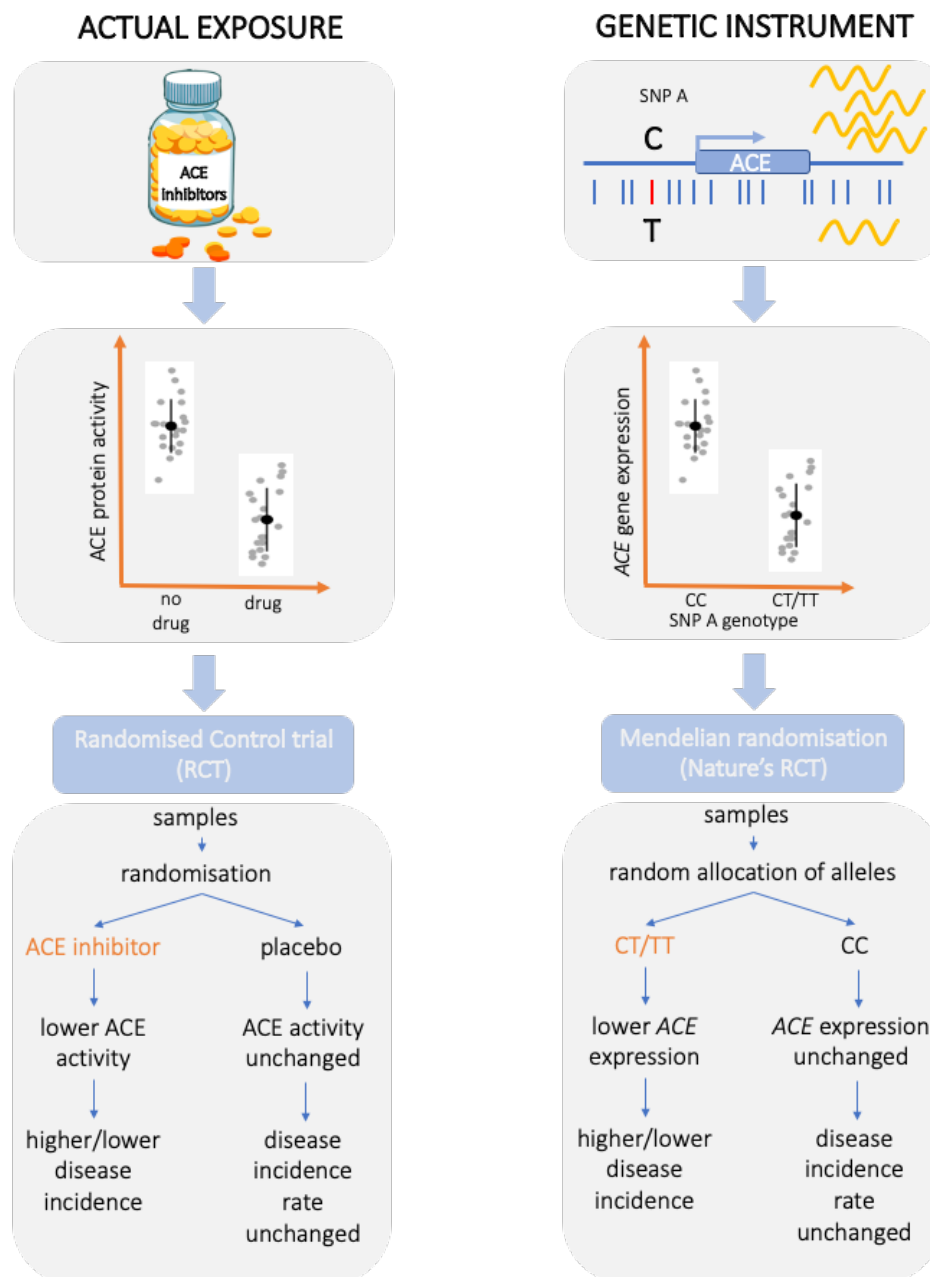 ACTUAL EXPOSURE
ACE
inhibitors
ACE protein activity
no
drug
drug
Randomised Control trial
(RCT)
samples
randomisation
ACE inhibitor
placebo
lower ACE
activity
ACE activity
unchanged
higher/lower
disease
incidence
disease
incidence
rate
unchanged
GENETIC INSTRUMENT
SNP A
C
ACE
T
ACE gene expression
CC
CT/TT
SNP A genotype
Mendelian randomisation
(Nature's RCT)
samples
random allocation of alleles
CT/TT
CC
lower ACE
expression
ACE expression
unchanged
higher/lower
disease
incidence
disease
incidence
rate
unchanged